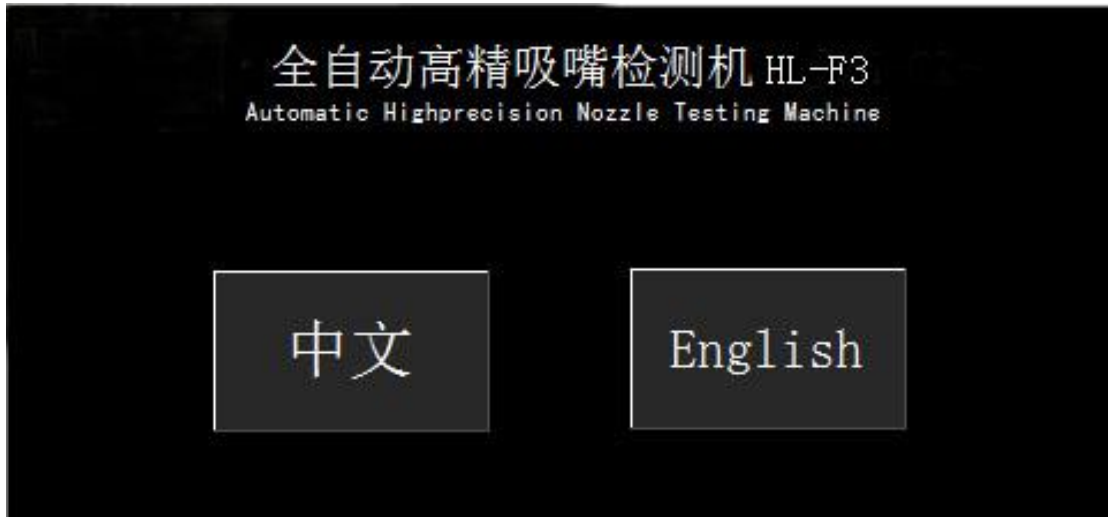 全自动高精吸嘴检测机 HL-F3
Automatic Highprecision Nozzle Testing Machine
中文
English